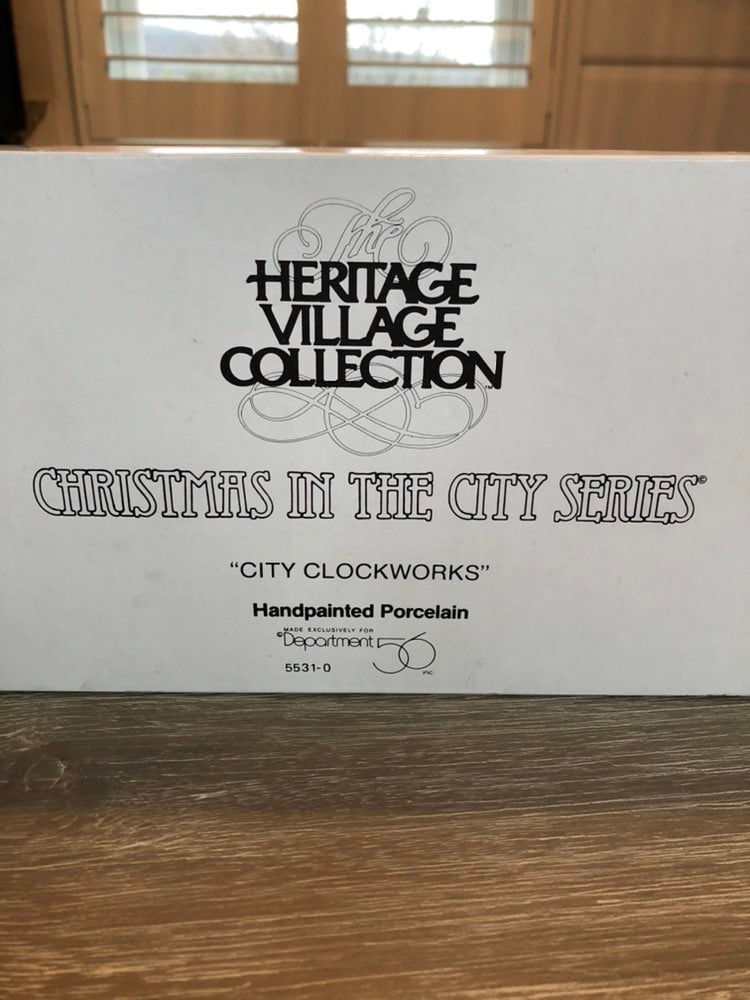 The
HERITAGE
VILLAGE
COLLECTION™
CHRISTMAS IN THE CITY SERIES©
“CITY CLOCKWORKS”
Handpainted Porcelain
MADE EXCLUSIVELY FOR
©Department 56 INC.
5531-0